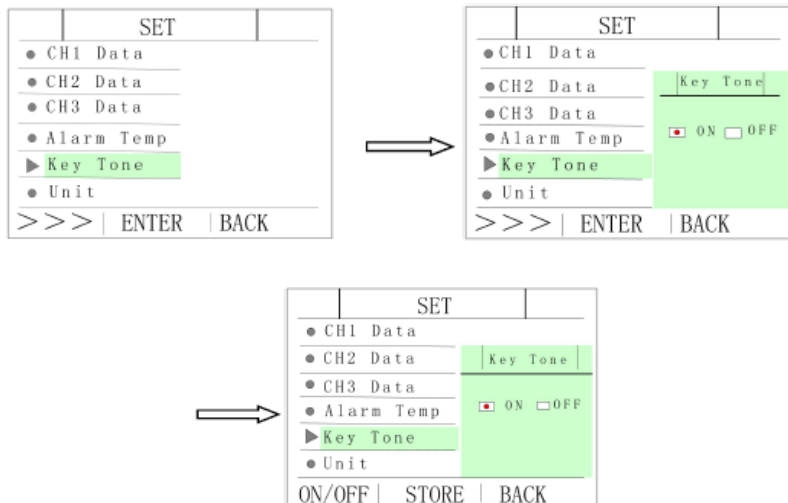 SET
CH1 Data
CH2 Data
CH3 Data
Alarm Temp
Key Tone
Unit
>>> | ENTER | BACK
SET
CH1 Data
CH2 Data
CH3 Data
Alarm Temp
Key Tone
Unit
Key Tone
ON OFF
>>> | ENTER | BACK
SET
CH1 Data
CH2 Data
CH3 Data
Alarm Temp
Key Tone
Unit
Key Tone
ON OFF
ON/OFF | STORE | BACK